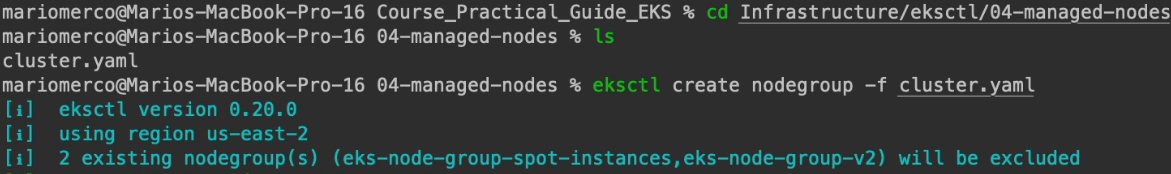 mariomerco@Marios-MacBook-Pro-16 Course_Practical_Guide_EKS % cd Infrastructure/eksctl/04-managed-nodes
mariomerco@Marios-MacBook-Pro-16 04-managed-nodes % ls
cluster.yaml
mariomerco@Marios-MacBook-Pro-16 04-managed-nodes % eksctl create nodegroup -f cluster.yaml
[ℹ]  eksctl version 0.20.0
[ℹ]  using region us-east-2
[ℹ]  2 existing nodegroup(s) (eks-node-group-spot-instances,eks-node-group-v2) will be excluded